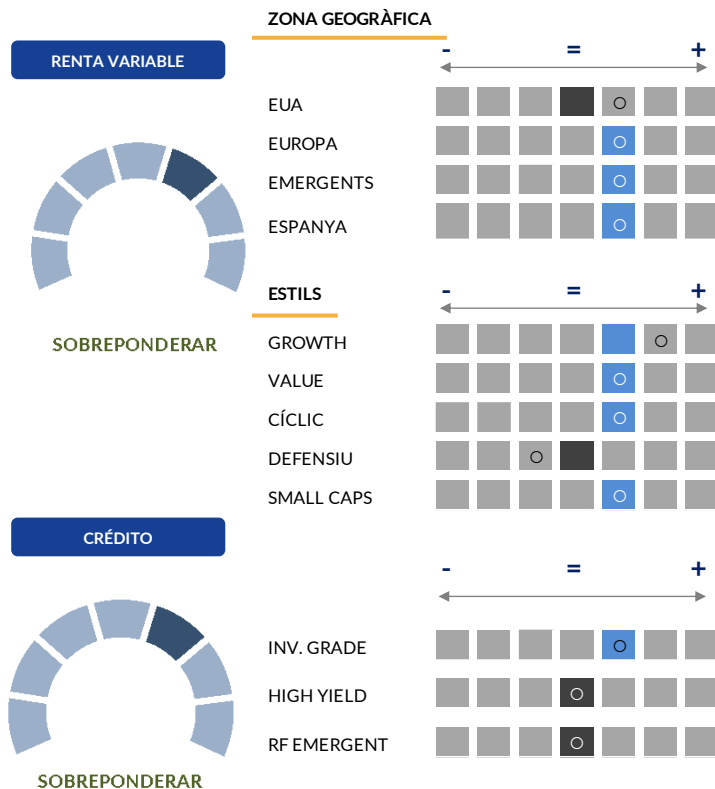 ZONA GEOGRÀFICA
RENTA VARIABLE
- = +
EUA
EUROPA
EMERGENTS
ESPANYA
SOBREPONDERAR
ESTILS
- = +
GROWTH
VALUE
CÍCLIC
DEFENSIU
SMALL CAPS
CRÉDITO
- = +
INV. GRADE
HIGH YIELD
RF EMERGENT
SOBREPONDERAR